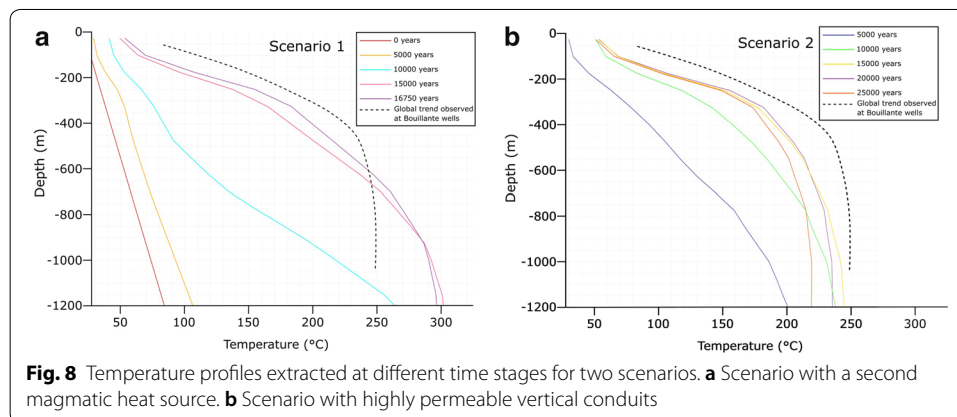 a
Scenario 1
0 years
5000 years
10000 years
15000 years
16750 years
Global trend observed
at Bouillante wells
0
-200
-400
-600
-800
-1000
-1200
Depth (m)
50
100
150
200
250
300
Temperature (°C)
b
Scenario 2
5000 years
10000 years
15000 years
20000 years
25000 years
Global trend observed
at Bouillante wells
0
-200
-400
-600
-800
-1000
-1200
Depth (m)
50
100
150
200
250
300
Temperature (°C)
Fig. 8 Temperature profiles extracted at different time stages for two scenarios. a Scenario with a second
magmatic heat source. b Scenario with highly permeable vertical conduits